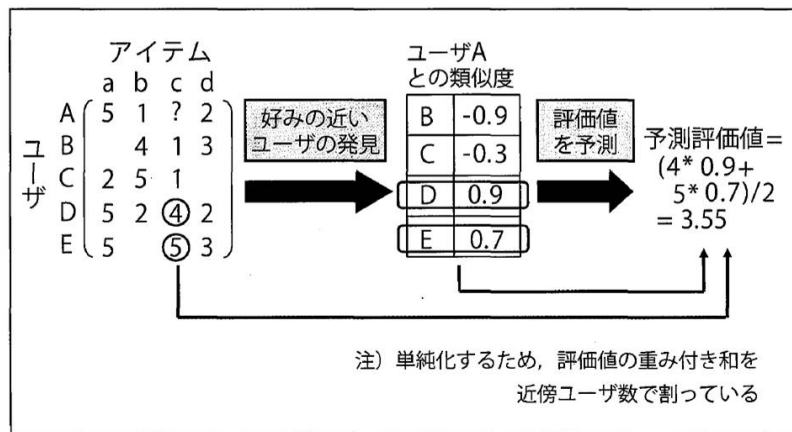 アイテム
a b c d
ユーザ
A 5 1 ? 2
B 4 1 3
C 2 5 1
D 5 2 ④ 2
E 5 ⑤ 3
好みの近い
ユーザの発見
ユーザA
との類似度
B -0.9
C -0.3
D 0.9
E 0.7
評価値
を予測
予測評価値=
(4* 0.9+
5* 0.7)/2
= 3.55
注）単純化するため，評価値の重み付き和を
近傍ユーザ数で割っている